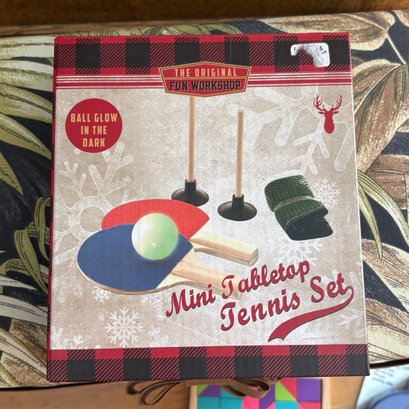 THE ORIGINAL
FUN WORKSHOP
BALL GLOW
IN THE
DARK
Mini Tabletop
Tennis Set